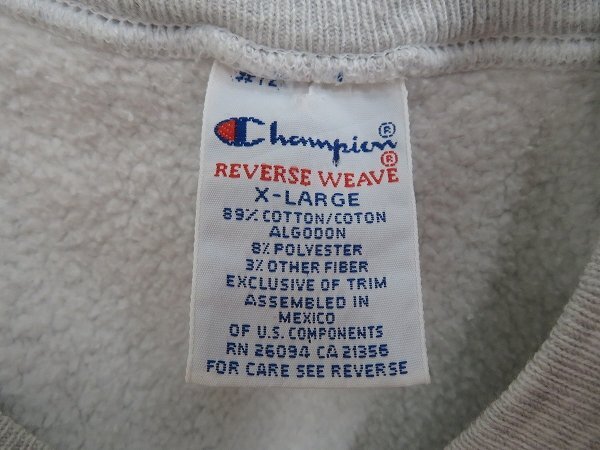 Champion®
REVERSE WEAVE®
X-LARGE
89% COTTON/COTON
ALGODON
8% POLYESTER
3% OTHER FIBER
EXCLUSIVE OF TRIM
ASSEMBLED IN
MEXICO
OF U.S. COMPONENTS
RN 26094 CA 21356
FOR CARE SEE REVERSE